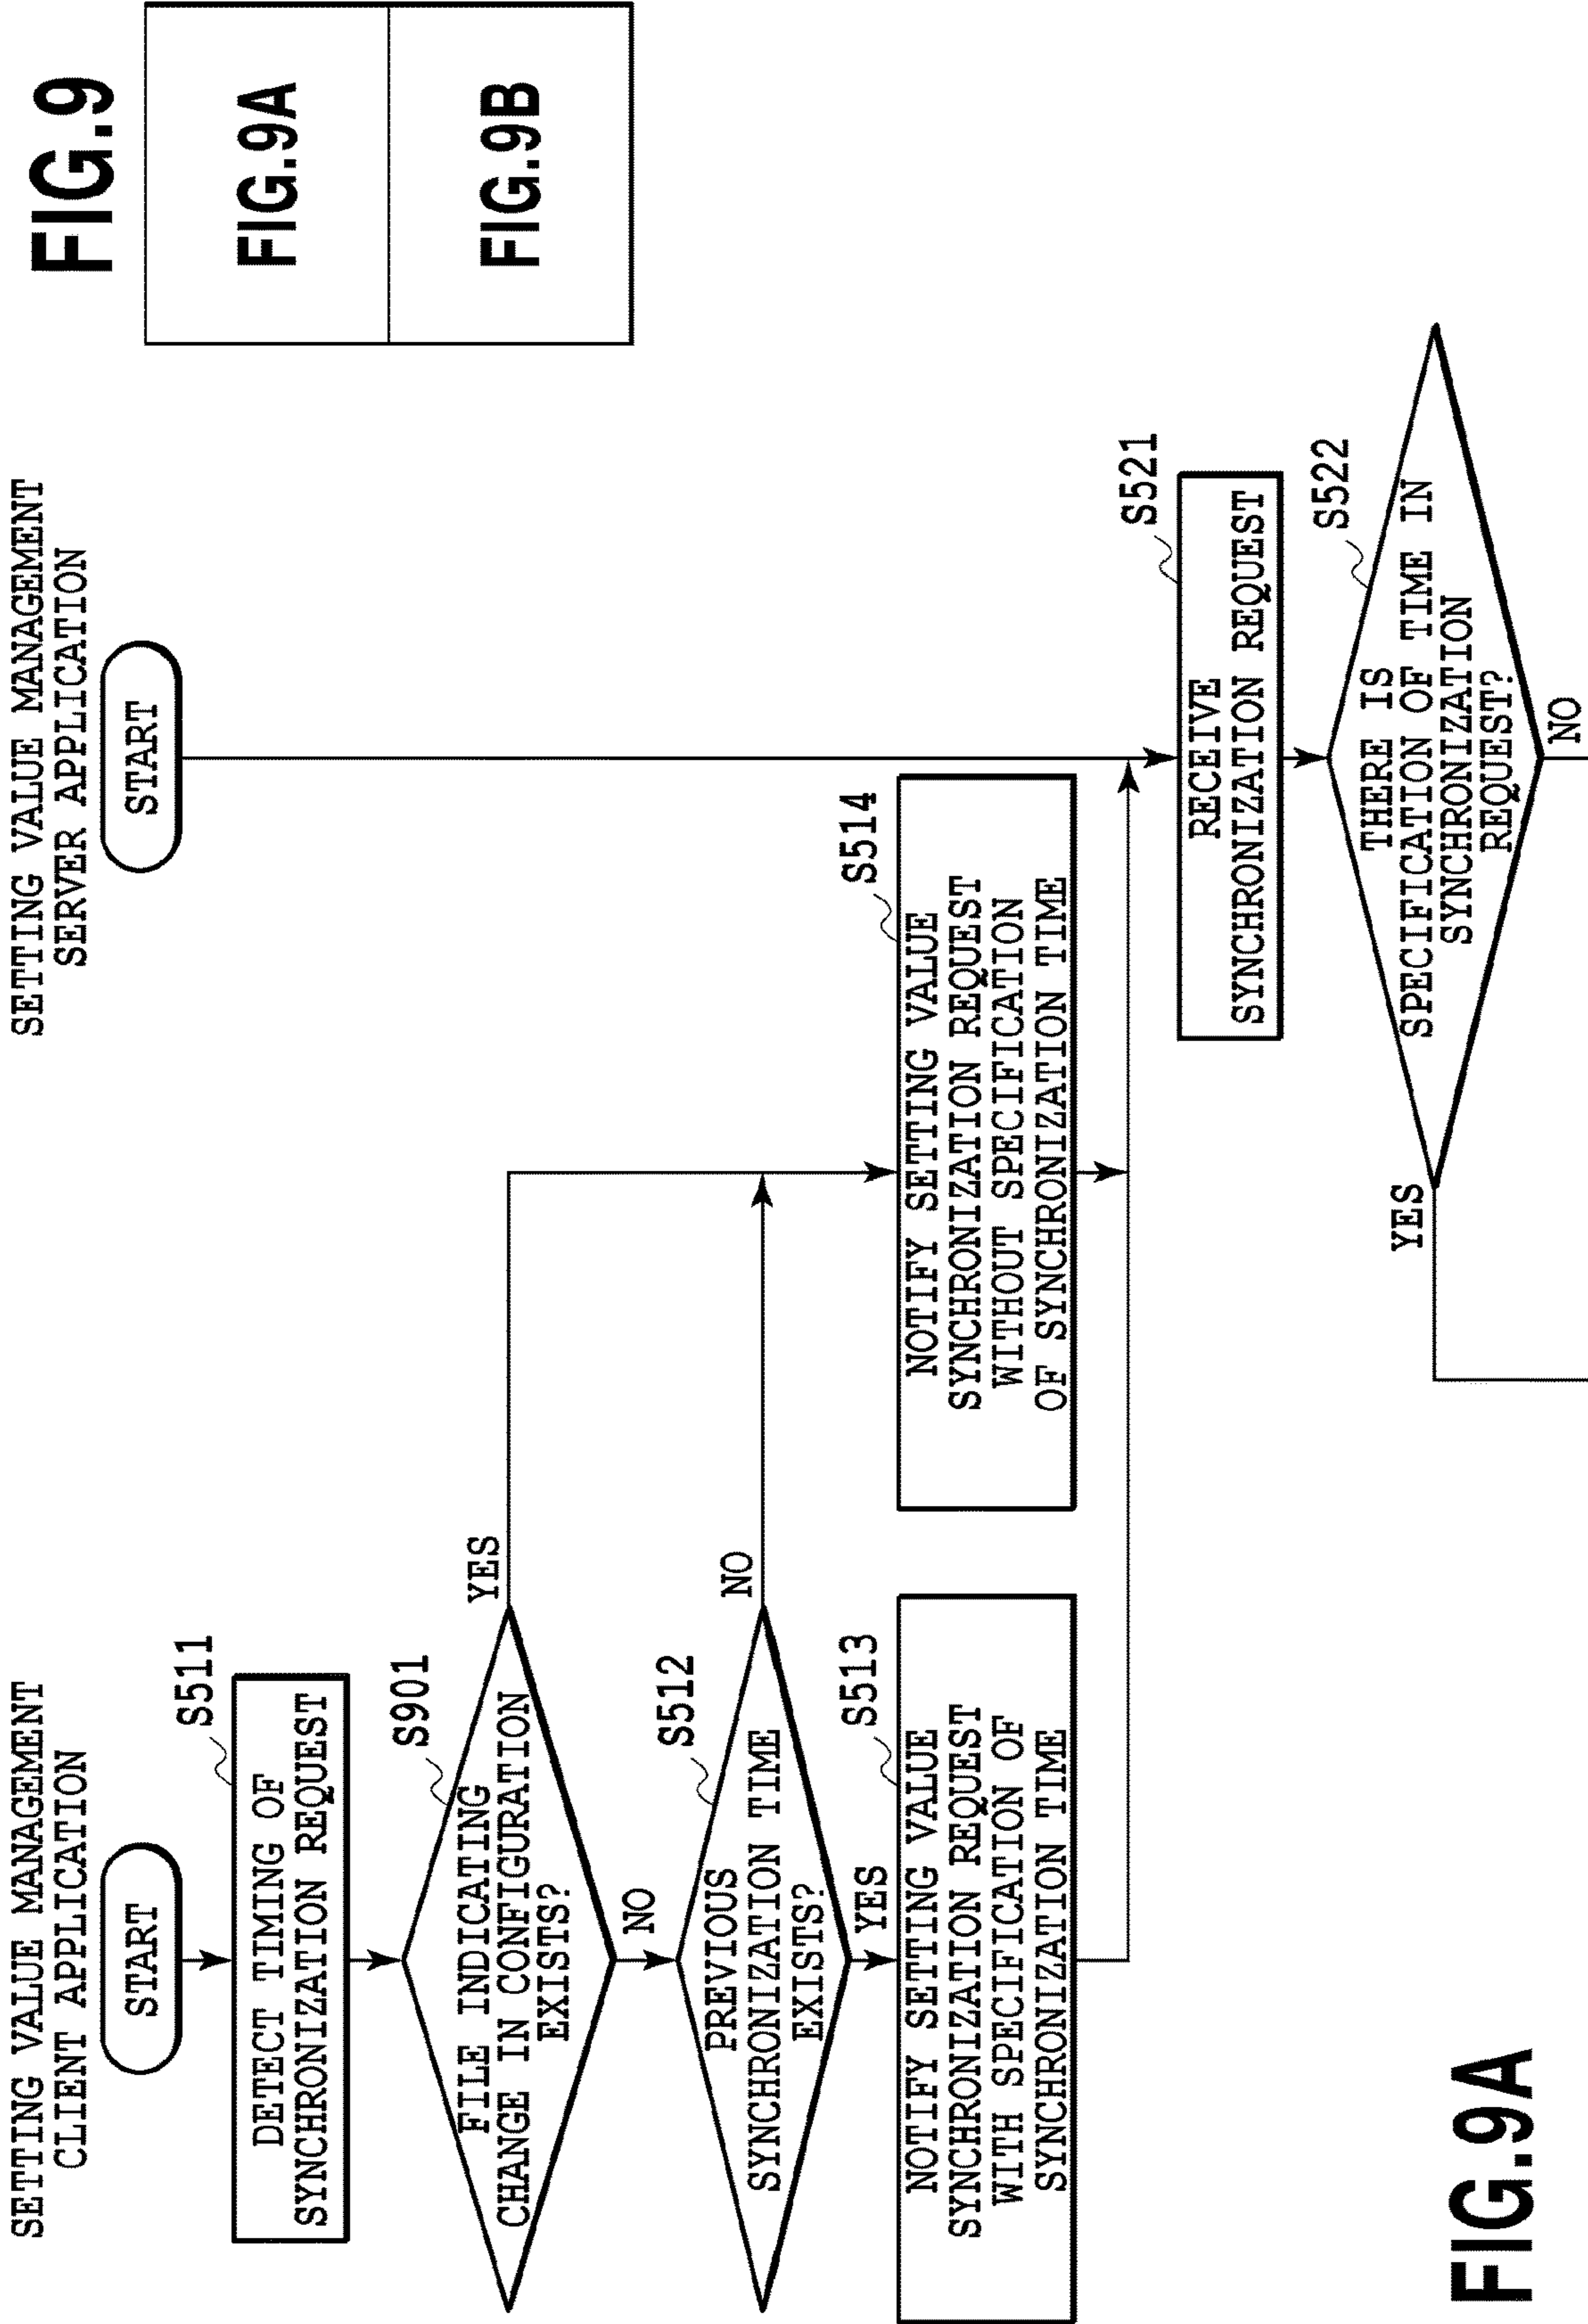 FIG.9
FIG.9A
FIG.9B
SETTING VALUE MANAGEMENT
CLIENT APPLICATION
START
S511
DETECT TIMING OF
SYNCHRONIZATION REQUEST
S901
FILE INDICATING
CHANGE IN CONFIGURATION
EXISTS?
YES
NO
S512
PREVIOUS
SYNCHRONIZATION TIME
EXISTS?
NO
YES
S513
NOTIFY SETTING VALUE
SYNCHRONIZATION REQUEST
WITH SPECIFICATION OF
SYNCHRONIZATION TIME
S514
NOTIFY SETTING VALUE
SYNCHRONIZATION REQUEST
WITHOUT SPECIFICATION
OF SYNCHRONIZATION TIME
SETTING VALUE MANAGEMENT
SERVER APPLICATION
START
S521
RECEIVE
SYNCHRONIZATION REQUEST
S522
THERE IS
SPECIFICATION OF TIME IN
SYNCHRONIZATION
REQUEST?
YES
NO
FIG.9A